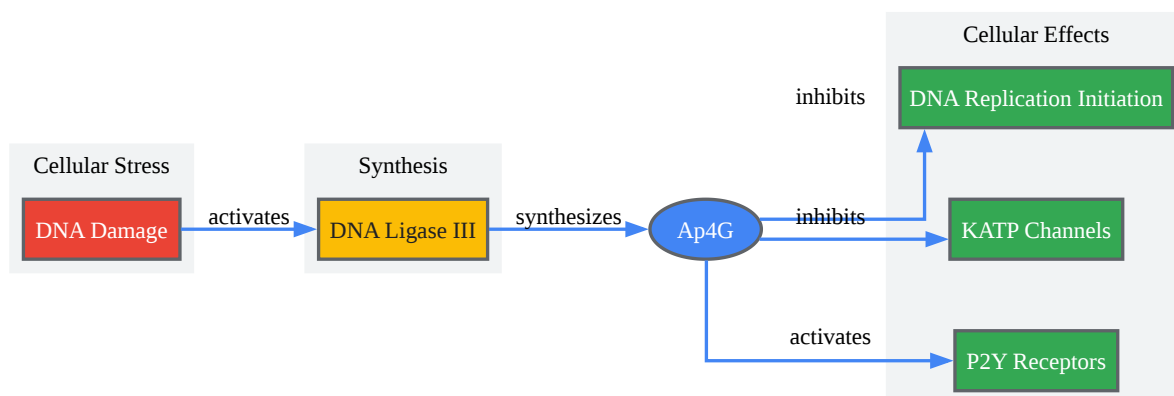 Cellular Effects
inhibits
DNA Replication Initiation
Cellular Stress
Synthesis
DNA Damage
activates
DNA Ligase III
synthesizes
Ap4G
inhibits
KATP Channels
activates
P2Y Receptors